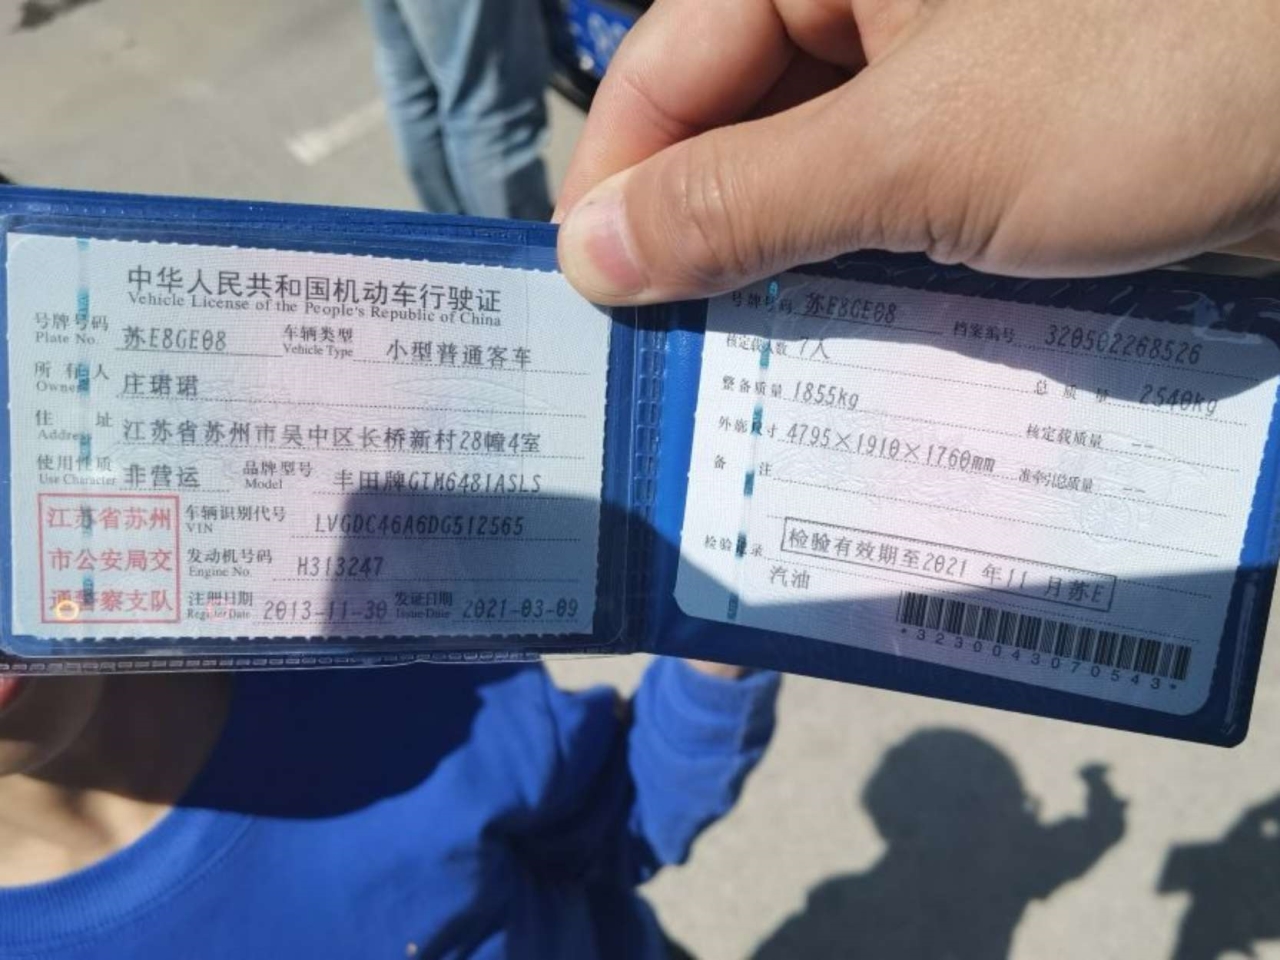 中华人民共和国机动车行驶证
Vehicle License of the People's Republic of China
号牌号码 苏E8GE08 车辆类型 小型普通客车
Plate No. Vehicle Type
所有人 庄珺珺
Owner
住址 江苏省苏州市吴中区长桥新村28幢4室
Address
使用性质 非营运 品牌型号 丰田牌GTM6481ASLS
Use Character Model
江苏省苏州
市公安局交
通警察支队
车辆识别代号 LVGDC46A6DG512565
VIN
发动机号码 H313247
Engine No.
注册日期 2013-11-30 发证日期 2021-03-09
Register Date Issue Date
号牌号码 苏E8GE08 档案编号 320502268526
核定载人数 7人 总质量 2540kg
整备质量 1855kg 核定载质量 --
外廓尺寸 4795×1910×1760mm 准牵引总质量 --
备注
检验记录 检验有效期至2021 年11 月苏E
汽油
*3230043070543*